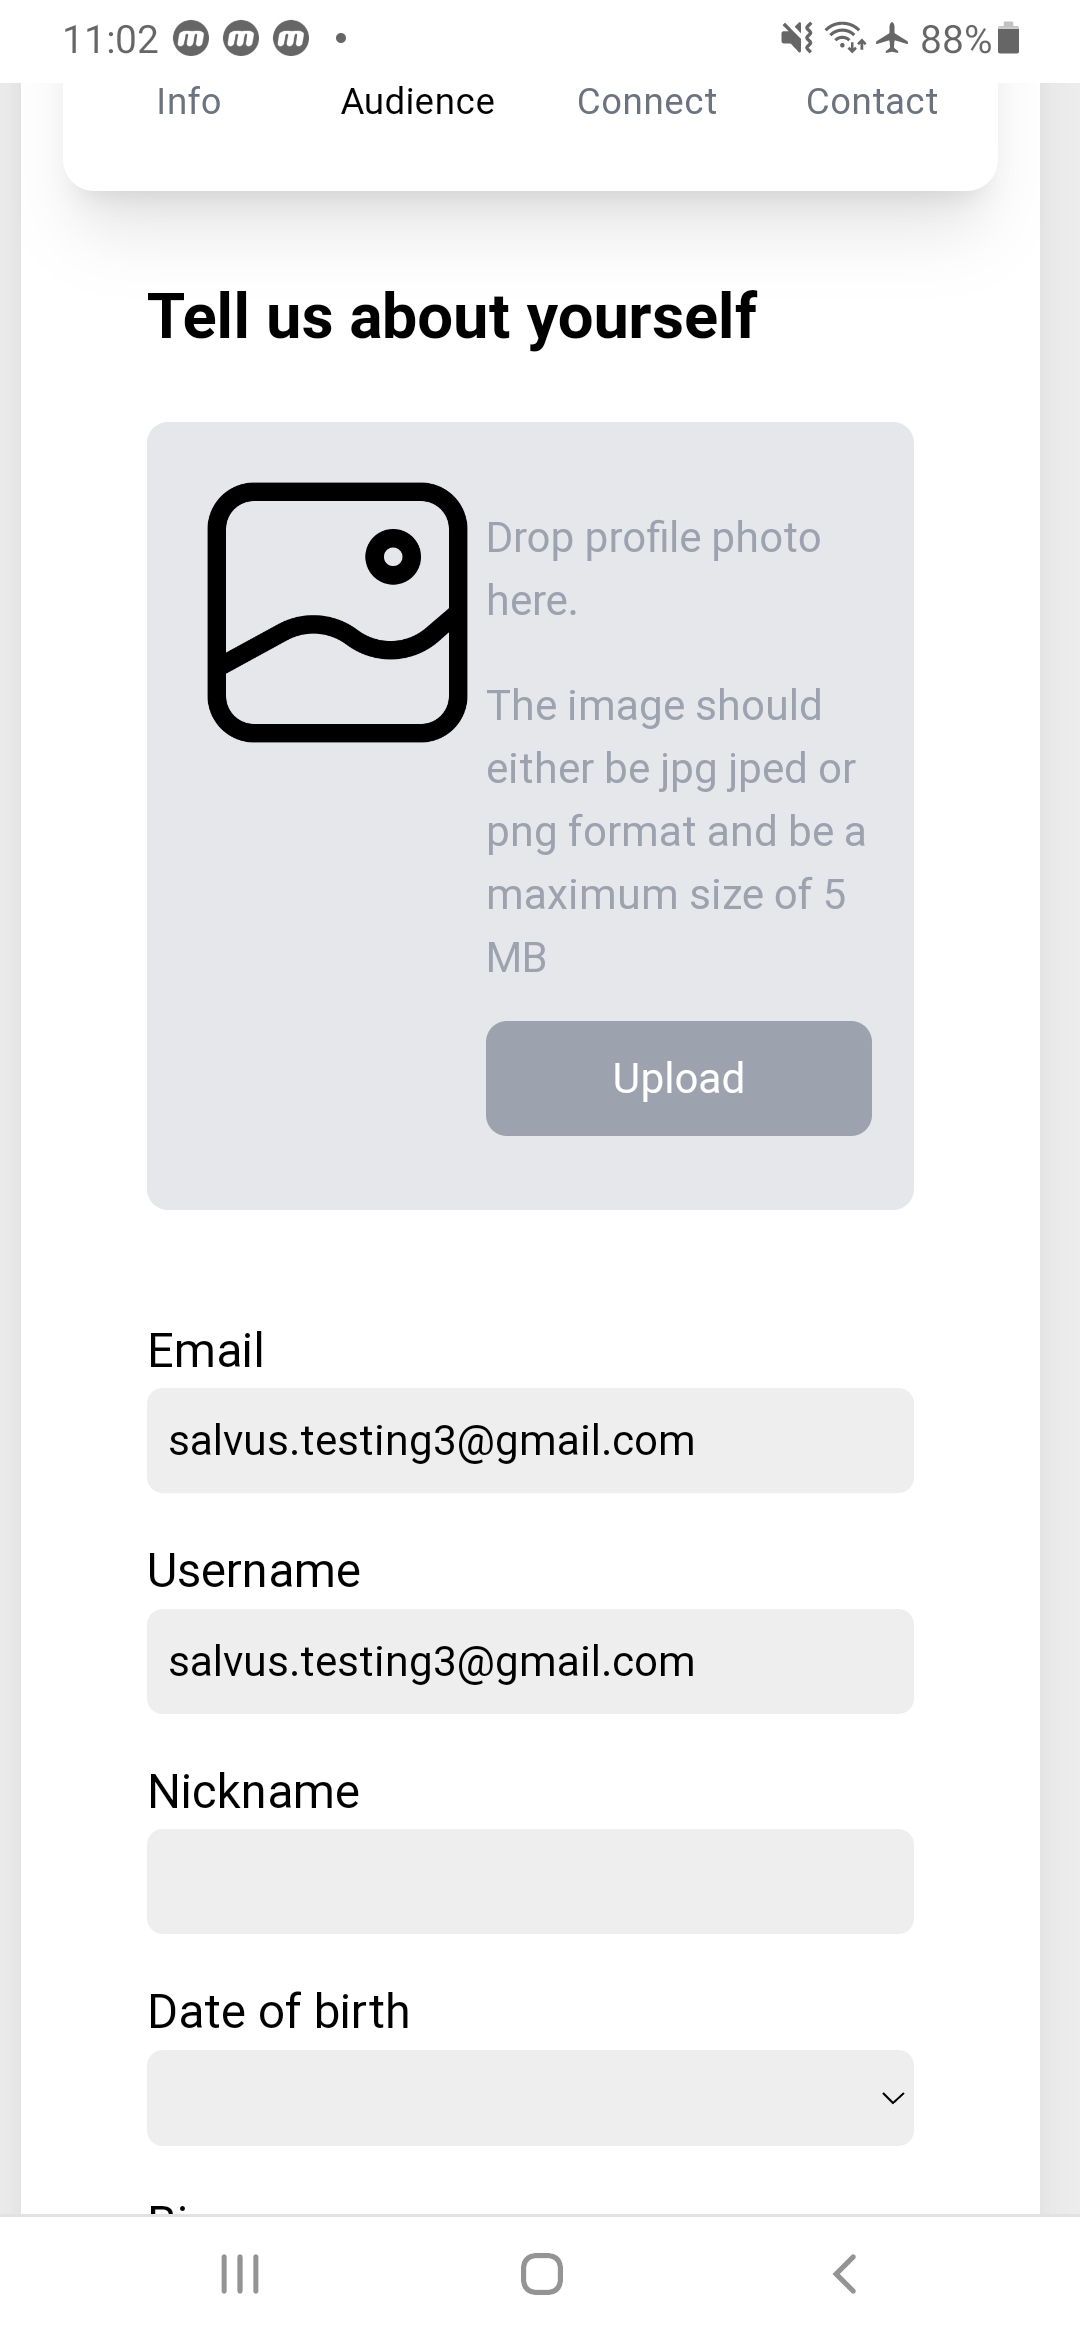 11:02
88%
Info Audience Connect Contact
Tell us about yourself
Drop profile photo
here.
The image should
either be jpg jped or
png format and be a
maximum size of 5
MB
Upload
Email
salvus.testing3@gmail.com
Username
salvus.testing3@gmail.com
Nickname
Date of birth